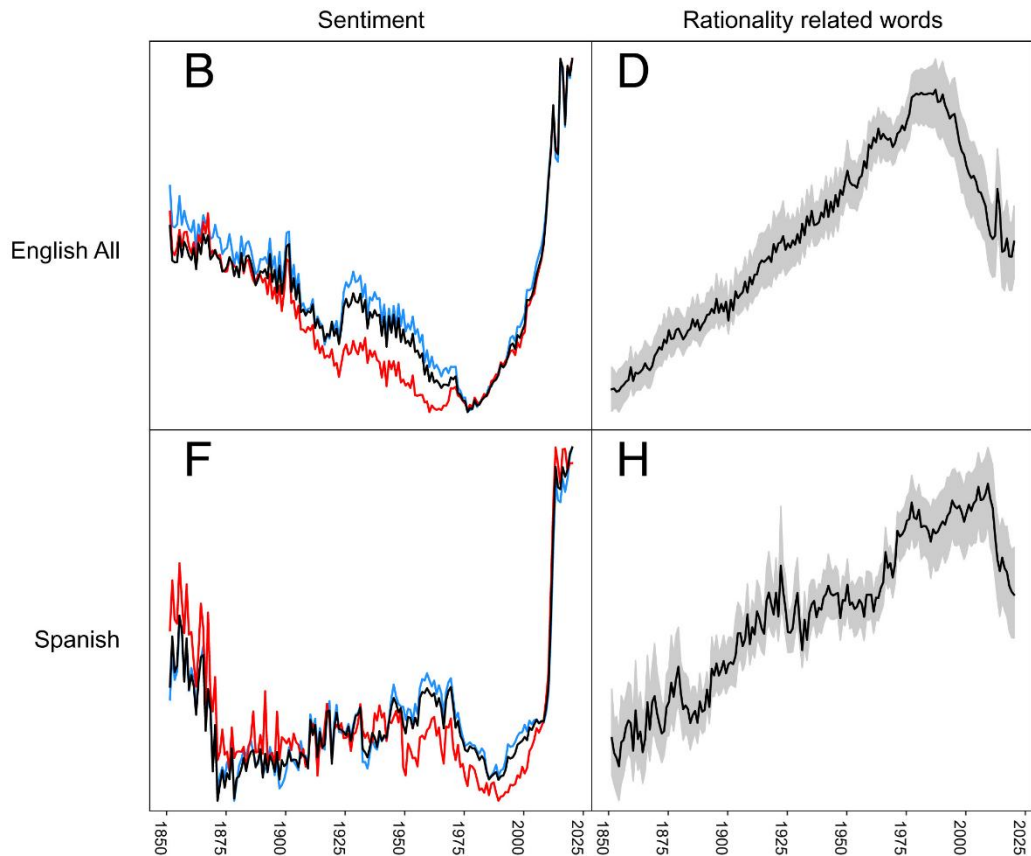 Sentiment Rationality related words
B D
English All
F H
Spanish
1850 1875 1900 1925 1950 1975 2000 2025 1850 1875 1900 1925 1950 1975 2000 2025